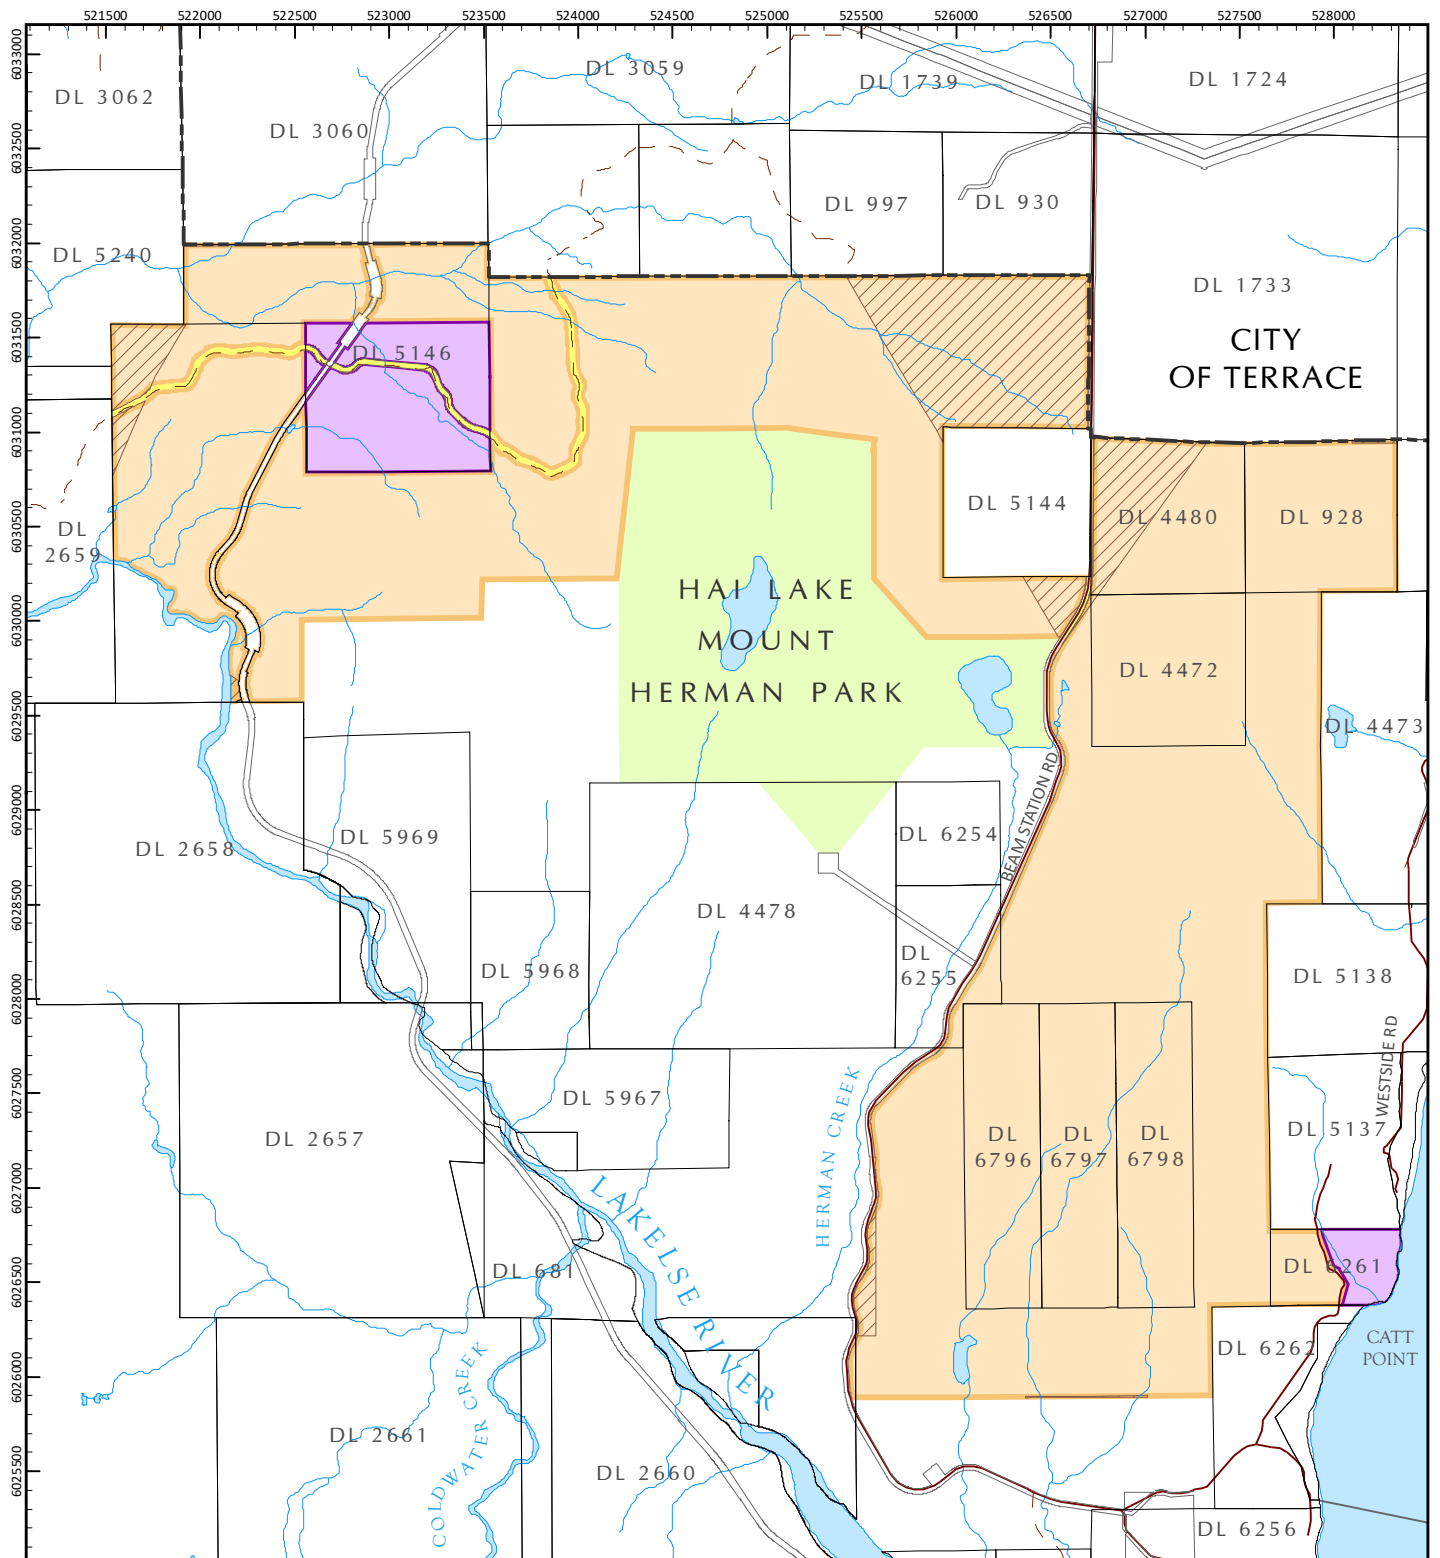 521500 522000 522500 523000 523500 524000 524500 525000 525500 526000 526500 527000 527500 528000
6033000
6032500
6032000
6031500
6031000
6030500
6030000
6029500
6029000
6028500
6028000
6027500
6027000
6026500
6026000
6025500
DL 3062
DL 3060
DL 3059
DL 1739
DL 1724
DL 5240
DL 997
DL 930
DL 1733
CITY
OF TERRACE
DL 5146
DL 5144
DL 4480
DL 928
DL
2659
HAI LAKE
MOUNT
HERMAN PARK
DL 4472
DL 4473
BEAM STATION RD
DL 2658
DL 5969
DL 6254
DL 4478
DL 5968
DL
6255
DL 5138
WESTSIDE RD
DL 5967
DL 2657
HERMAN CREEK
DL
6796
DL
6797
DL
6798
DL 5137
LAKELSE RIVER
DL 681
DL 6261
DL 6262
CATT
POINT
COLDWATER CREEK
DL 2661
DL 2660
DL 6256